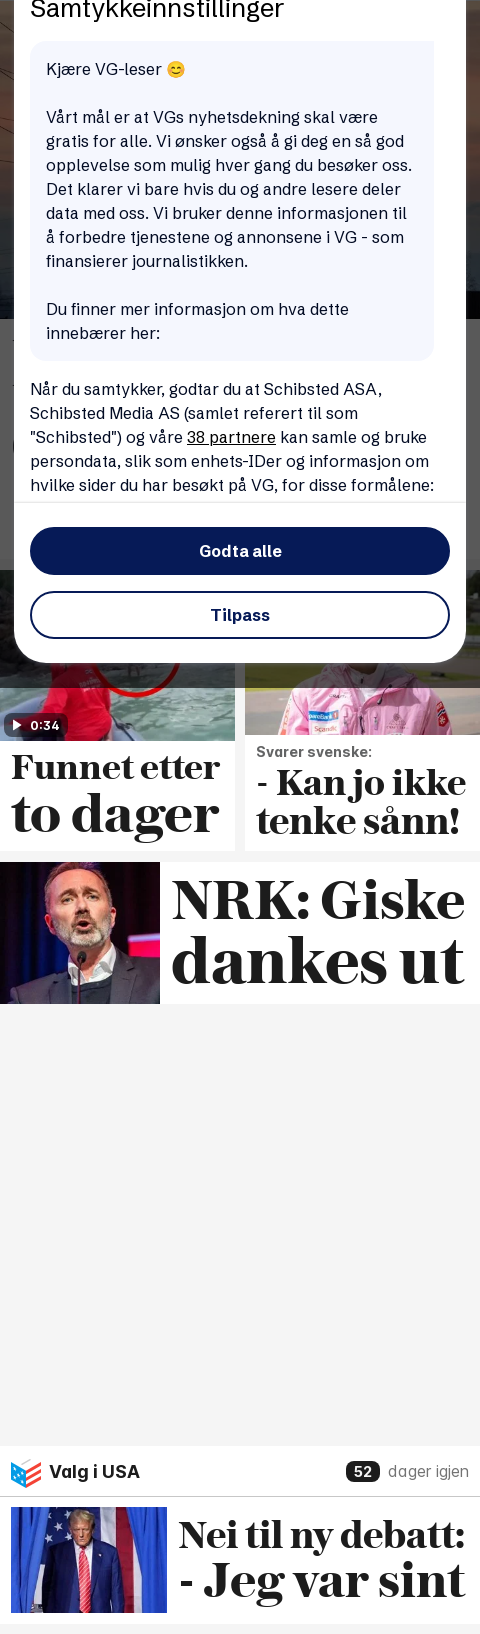 Samtykkeinnstillinger
Kjære VG-leser 😊
Vårt mål er at VGs nyhetsdekning skal være
gratis for alle. Vi ønsker også å gi deg en så god
opplevelse som mulig hver gang du besøker oss.
Det klarer vi bare hvis du og andre lesere deler
data med oss. Vi bruker denne informasjonen til
å forbedre tjenestene og annonsene i VG - som
finansierer journalistikken.
Du finner mer informasjon om hva dette
innebærer her:
Når du samtykker, godtar du at Schibsted ASA,
Schibsted Media AS (samlet referert til som
"Schibsted") og våre 38 partnere kan samle og bruke
persondata, slik som enhets-IDer og informasjon om
hvilke sider du har besøkt på VG, for disse formålene:
Godta alle
Tilpass
0:34
Funnet etter
to dager
Svarer svenske:
- Kan jo ikke
tenke sånn!
NRK: Giske
dankes ut
Valg i USA
52 dager igjen
Nei til ny debatt:
- Jeg var sint